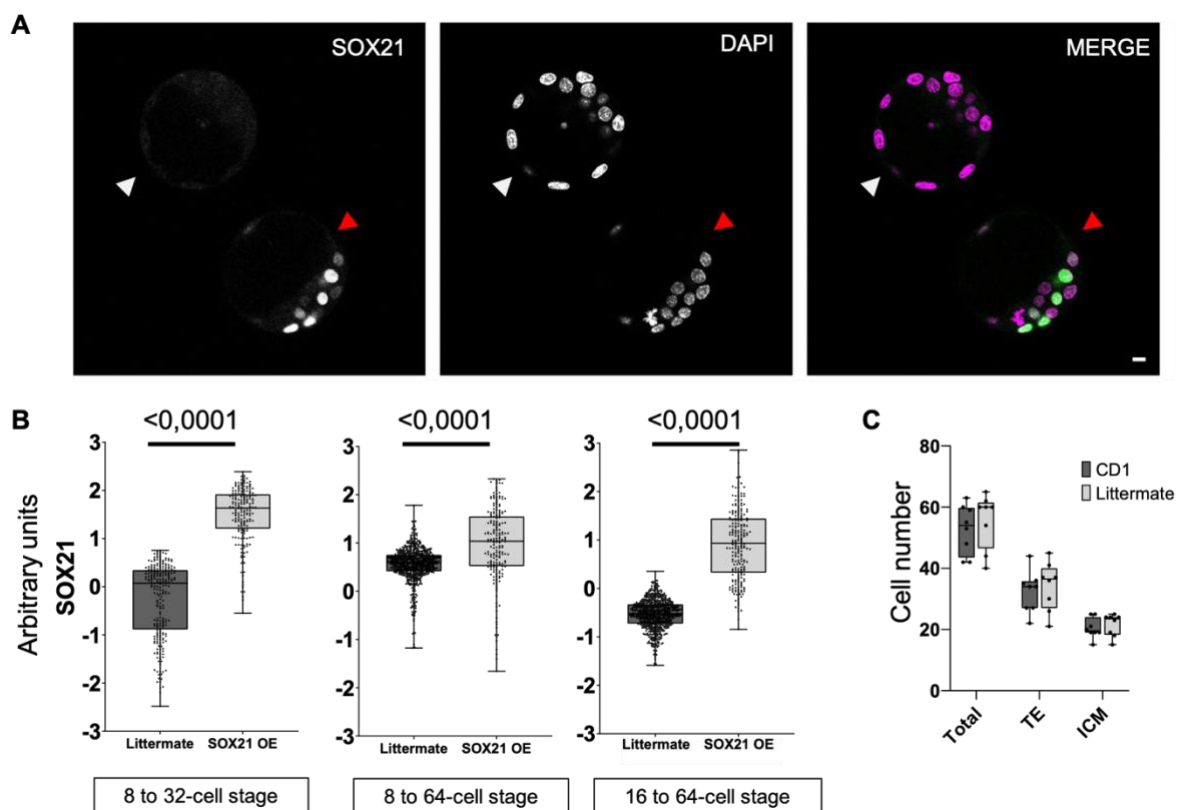 A
SOX21
DAPI
MERGE
B
<0,0001
<0,0001
<0,0001
Arbitrary units
SOX21
3
2
1
0
-1
-2
-3
Littermate
SOX21 OE
8 to 32-cell stage
3
2
1
0
-1
-2
-3
Littermate
SOX21 OE
8 to 64-cell stage
3
2
1
0
-1
-2
-3
Littermate
SOX21 OE
16 to 64-cell stage
C
Cell number
80
60
40
20
0
CD1
Littermate
Total
TE
ICM